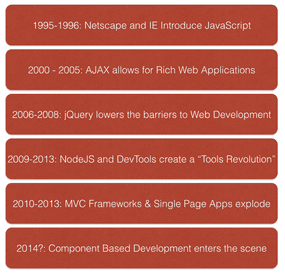 1995-1996: Netscape and IE Introduce JavaScript
2000 - 2005: AJAX allows for Rich Web Applications
2006-2008: jQuery lowers the barriers to Web Development
2009-2013: NodeJS and DevTools create a “Tools Revolution”
2010-2013: MVC Frameworks & Single Page Apps explode
2014?: Component Based Development enters the scene